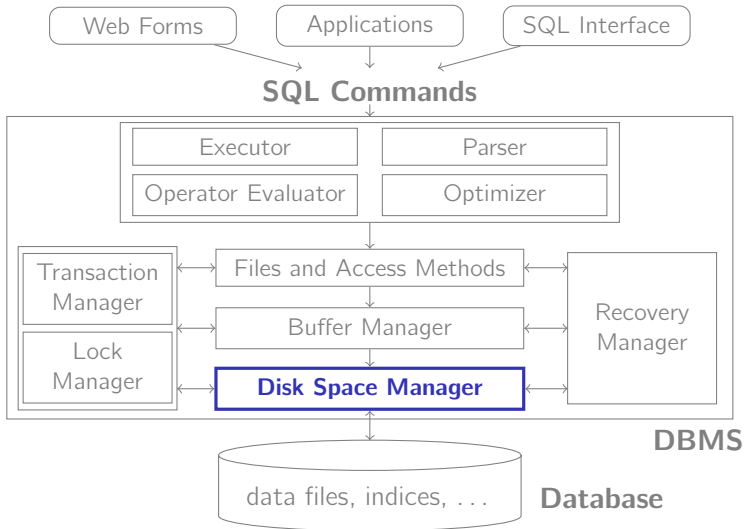 Web Forms
Applications
SQL Interface
SQL Commands
Executor
Parser
Operator Evaluator
Optimizer
Transaction
Manager
Files and Access Methods
Recovery
Manager
Buffer Manager
Lock
Manager
Disk Space Manager
DBMS
data files, indices, . . .
Database